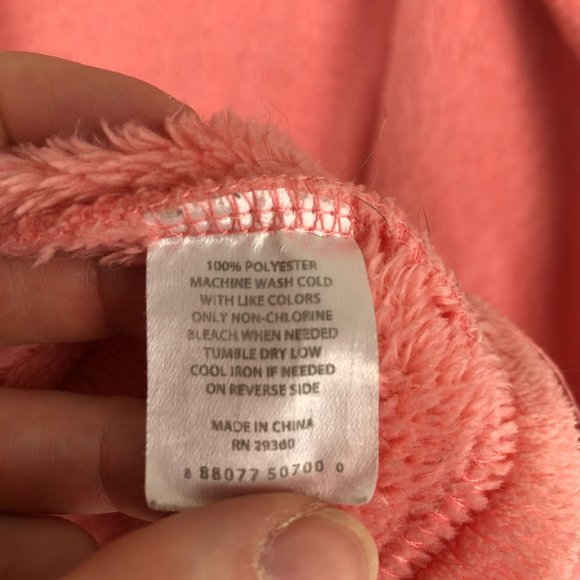 100% POLYESTER
MACHINE WASH COLD
WITH LIKE COLORS
ONLY NON-CHLORINE
BLEACH WHEN NEEDED
TUMBLE DRY LOW
COOL IRON IF NEEDED
ON REVERSE SIDE
MADE IN CHINA
RN 29360
8 88077 50700 0